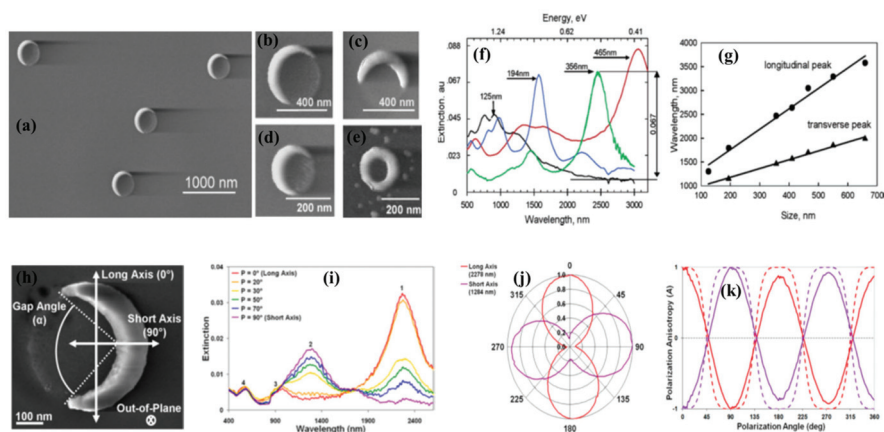 (a)
1000 nm
(b)
400 nm
(c)
400 nm
(d)
200 nm
(e)
200 nm
(f)
Energy, eV
1.24
0.62
0.41
.088
0.067
.045
.023
0
Extinction. au
125nm
194nm
356nm
465nm
0.067
500
1000
1500
2000
2500
3000
Wavelength, nm
(g)
4000
3500
3000
2500
2000
1500
1000
Wavelength, nm
longitudinal peak
transverse peak
100
200
300
400
500
600
700
800
Size, nm
(h)
Long Axis (0°)
Gap Angle
(α)
Short Axis
(90°)
Out-of-Plane
100 nm
(i)
P = 0° (Long Axis)
P = 20°
P = 30°
P = 50°
P = 70°
P = 90° (Short Axis)
0.04
0.03
0.02
0.01
0
Extinction
1
2
3
4
400
900
1400
1900
2400
Wavelength (nm)
(j)
Long Axis
(2278 nm)
Short Axis
(1284 nm)
0
45
90
135
180
225
270
315
1.0
0.8
0.6
0.4
0.2
0.0
(k)
1
0
-1
Polarization Anisotropy (A)
0
45
90
135
180
225
270
315
360
Polarization Angle (deg)